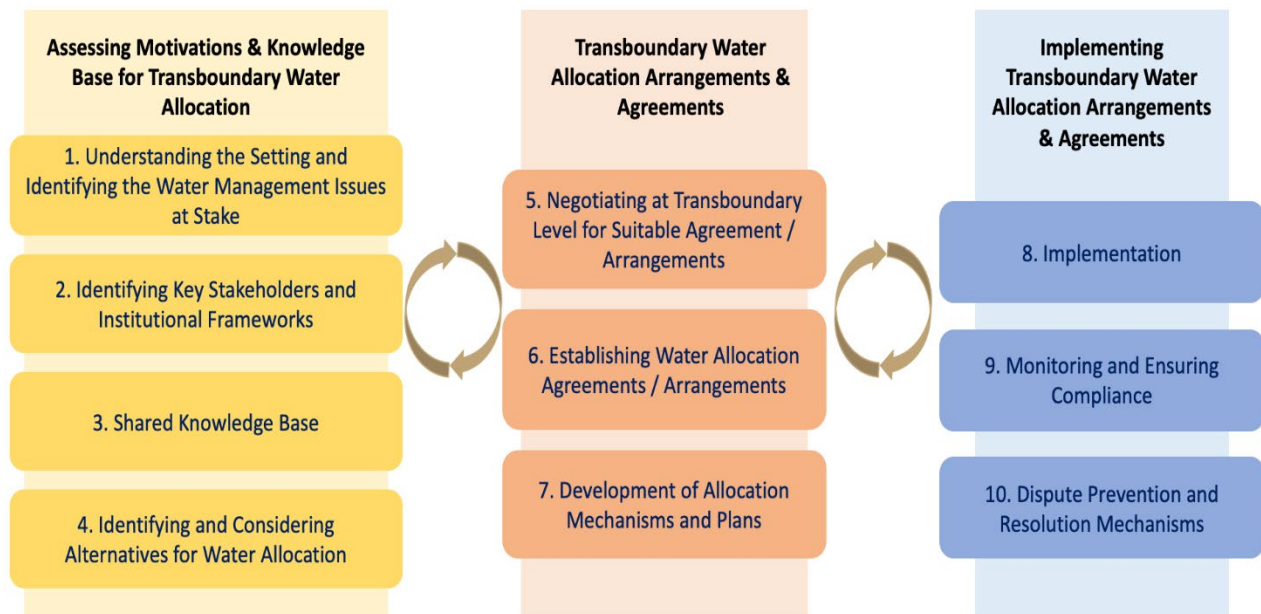 Assessing Motivations & Knowledge
Base for Transboundary Water
Allocation
1. Understanding the Setting and
Identifying the Water Management Issues
at Stake
2. Identifying Key Stakeholders and
Institutional Frameworks
3. Shared Knowledge Base
4. Identifying and Considering
Alternatives for Water Allocation
Transboundary Water
Allocation Arrangements &
Agreements
5. Negotiating at Transboundary
Level for Suitable Agreement /
Arrangements
6. Establishing Water Allocation
Agreements / Arrangements
7. Development of Allocation
Mechanisms and Plans
Implementing
Transboundary Water
Allocation Arrangements
& Agreements
8. Implementation
9. Monitoring and Ensuring
Compliance
10. Dispute Prevention and
Resolution Mechanisms